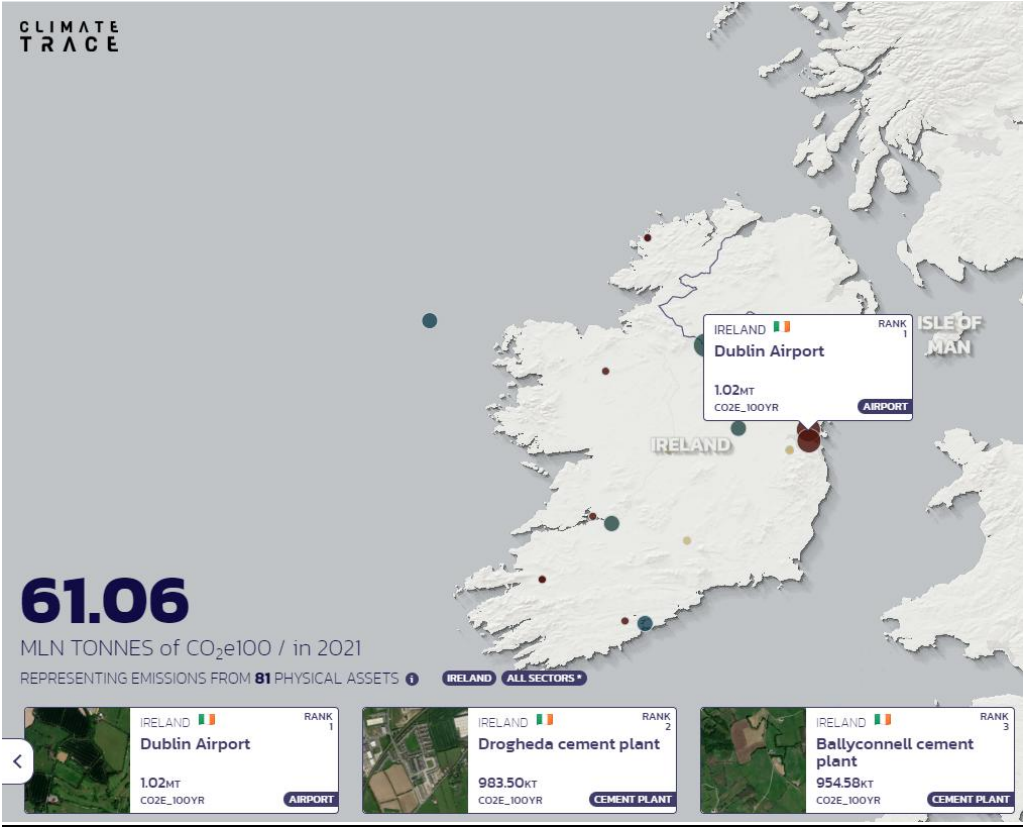 CLIMATE
TRACE
ISLE OF
MAN
IRELAND
RANK
1
Dublin Airport
1.02MT
CO2E_100YR
AIRPORT
IRELAND
61.06
MLN TONNES of CO₂e100 / in 2021
REPRESENTING EMISSIONS FROM 81 PHYSICAL ASSETS i IRELAND ALL SECTORS *
IRELAND
RANK
1
Dublin Airport
1.02MT
CO2E_100YR
AIRPORT
IRELAND
RANK
2
Drogheda cement plant
983.50KT
CO2E_100YR
CEMENT PLANT
IRELAND
RANK
3
Ballyconnell cement
plant
954.58KT
CO2E_100YR
CEMENT PLANT